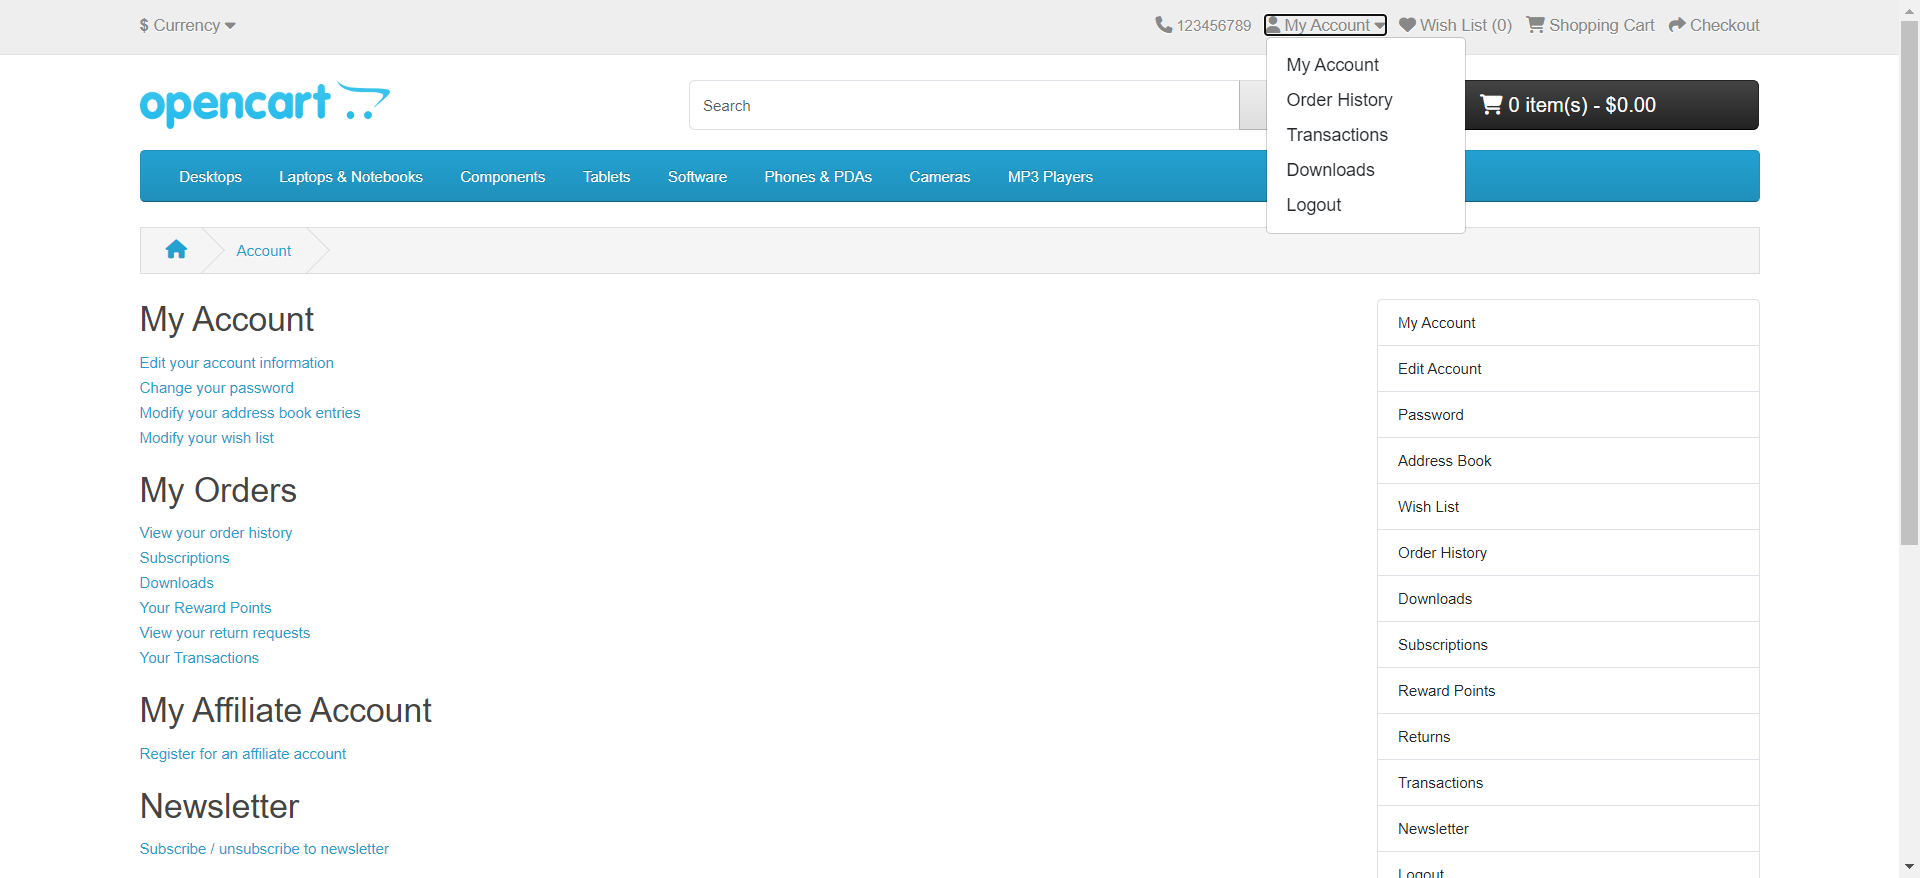 $ Currency
123456789
My Account
Wish List (0)
Shopping Cart
Checkout
My Account
Order History
Transactions
Downloads
Logout
opencart
Search
0 item(s) - $0.00
Desktops
Laptops & Notebooks
Components
Tablets
Software
Phones & PDAs
Cameras
MP3 Players
Account
My Account
Edit your account information
Change your password
Modify your address book entries
Modify your wish list
My Orders
View your order history
Subscriptions
Downloads
Your Reward Points
View your return requests
Your Transactions
My Affiliate Account
Register for an affiliate account
Newsletter
Subscribe / unsubscribe to newsletter
My Account
Edit Account
Password
Address Book
Wish List
Order History
Downloads
Subscriptions
Reward Points
Returns
Transactions
Newsletter
Logout